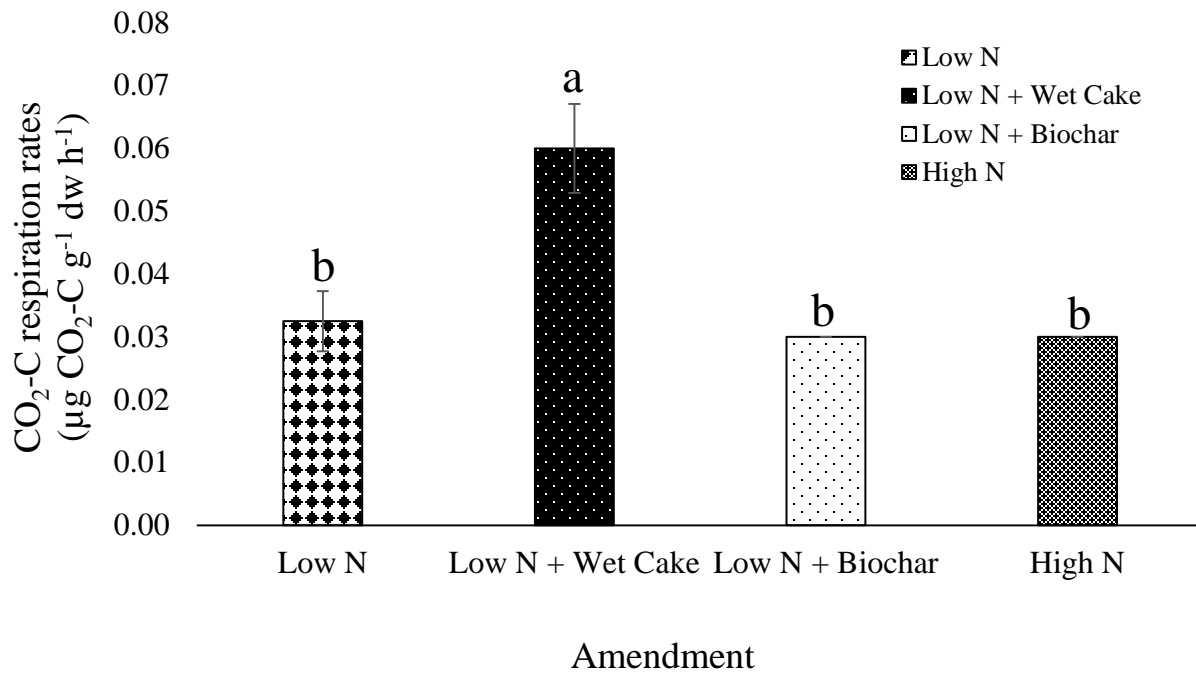 0.08
0.07
0.06
0.05
0.04
0.03
0.02
0.01
0.00
CO₂-C respiration rates
(µg CO₂-C g⁻¹ dw h⁻¹)
Low N
Low N + Wet Cake
Low N + Biochar
High N
b
a
b
b
Low N
Low N + Wet Cake
Low N + Biochar
High N
Amendment